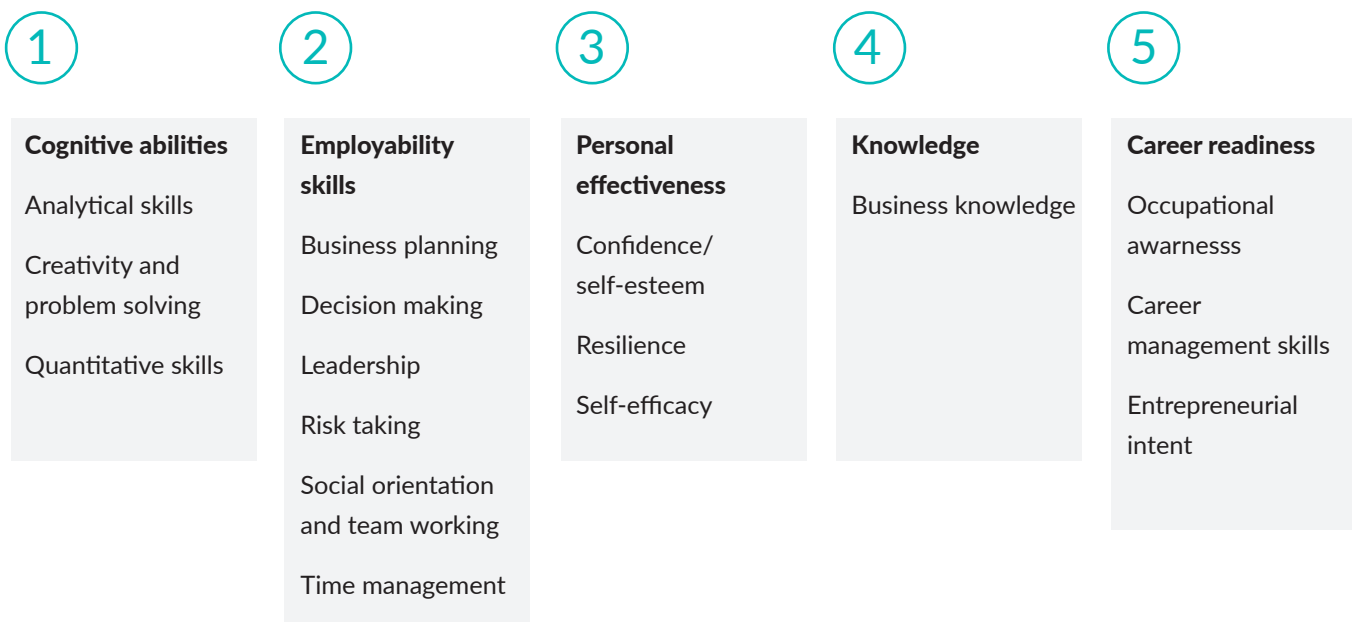 1
Cognitive abilities
Analytical skills
Creativity and
problem solving
Quantitative skills
2
Employability
skills
Business planning
Decision making
Leadership
Risk taking
Social orientation
and team working
Time management
3
Personal
effectiveness
Confidence/
self-esteem
Resilience
Self-efficacy
4
Knowledge
Business knowledge
5
Career readiness
Occupational
awarnesss
Career
management skills
Entrepreneurial
intent